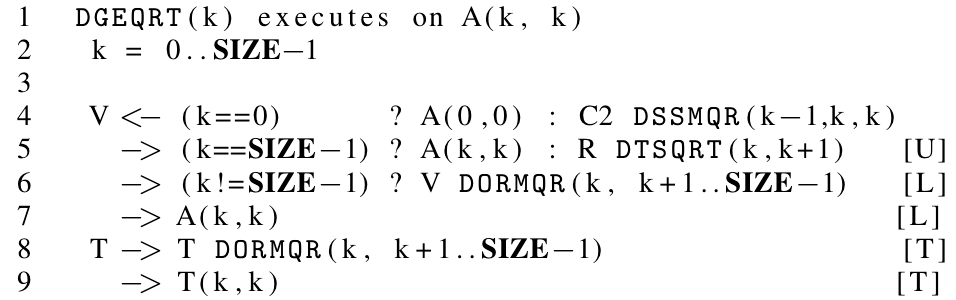 1 DGEQRT(k) executes on A(k, k)
2 k = 0..SIZE-1
3
4 V <- (k==0) ? A(0,0) : C2 DSSMQR(k-1,k,k)
5 -> (k==SIZE-1) ? A(k,k) : R DTSQRT(k,k+1) [U]
6 -> (k!=SIZE-1) ? V DORMQR(k, k+1..SIZE-1) [L]
7 -> A(k,k) [L]
8 T -> T DORMQR(k, k+1..SIZE-1) [T]
9 -> T(k,k) [T]